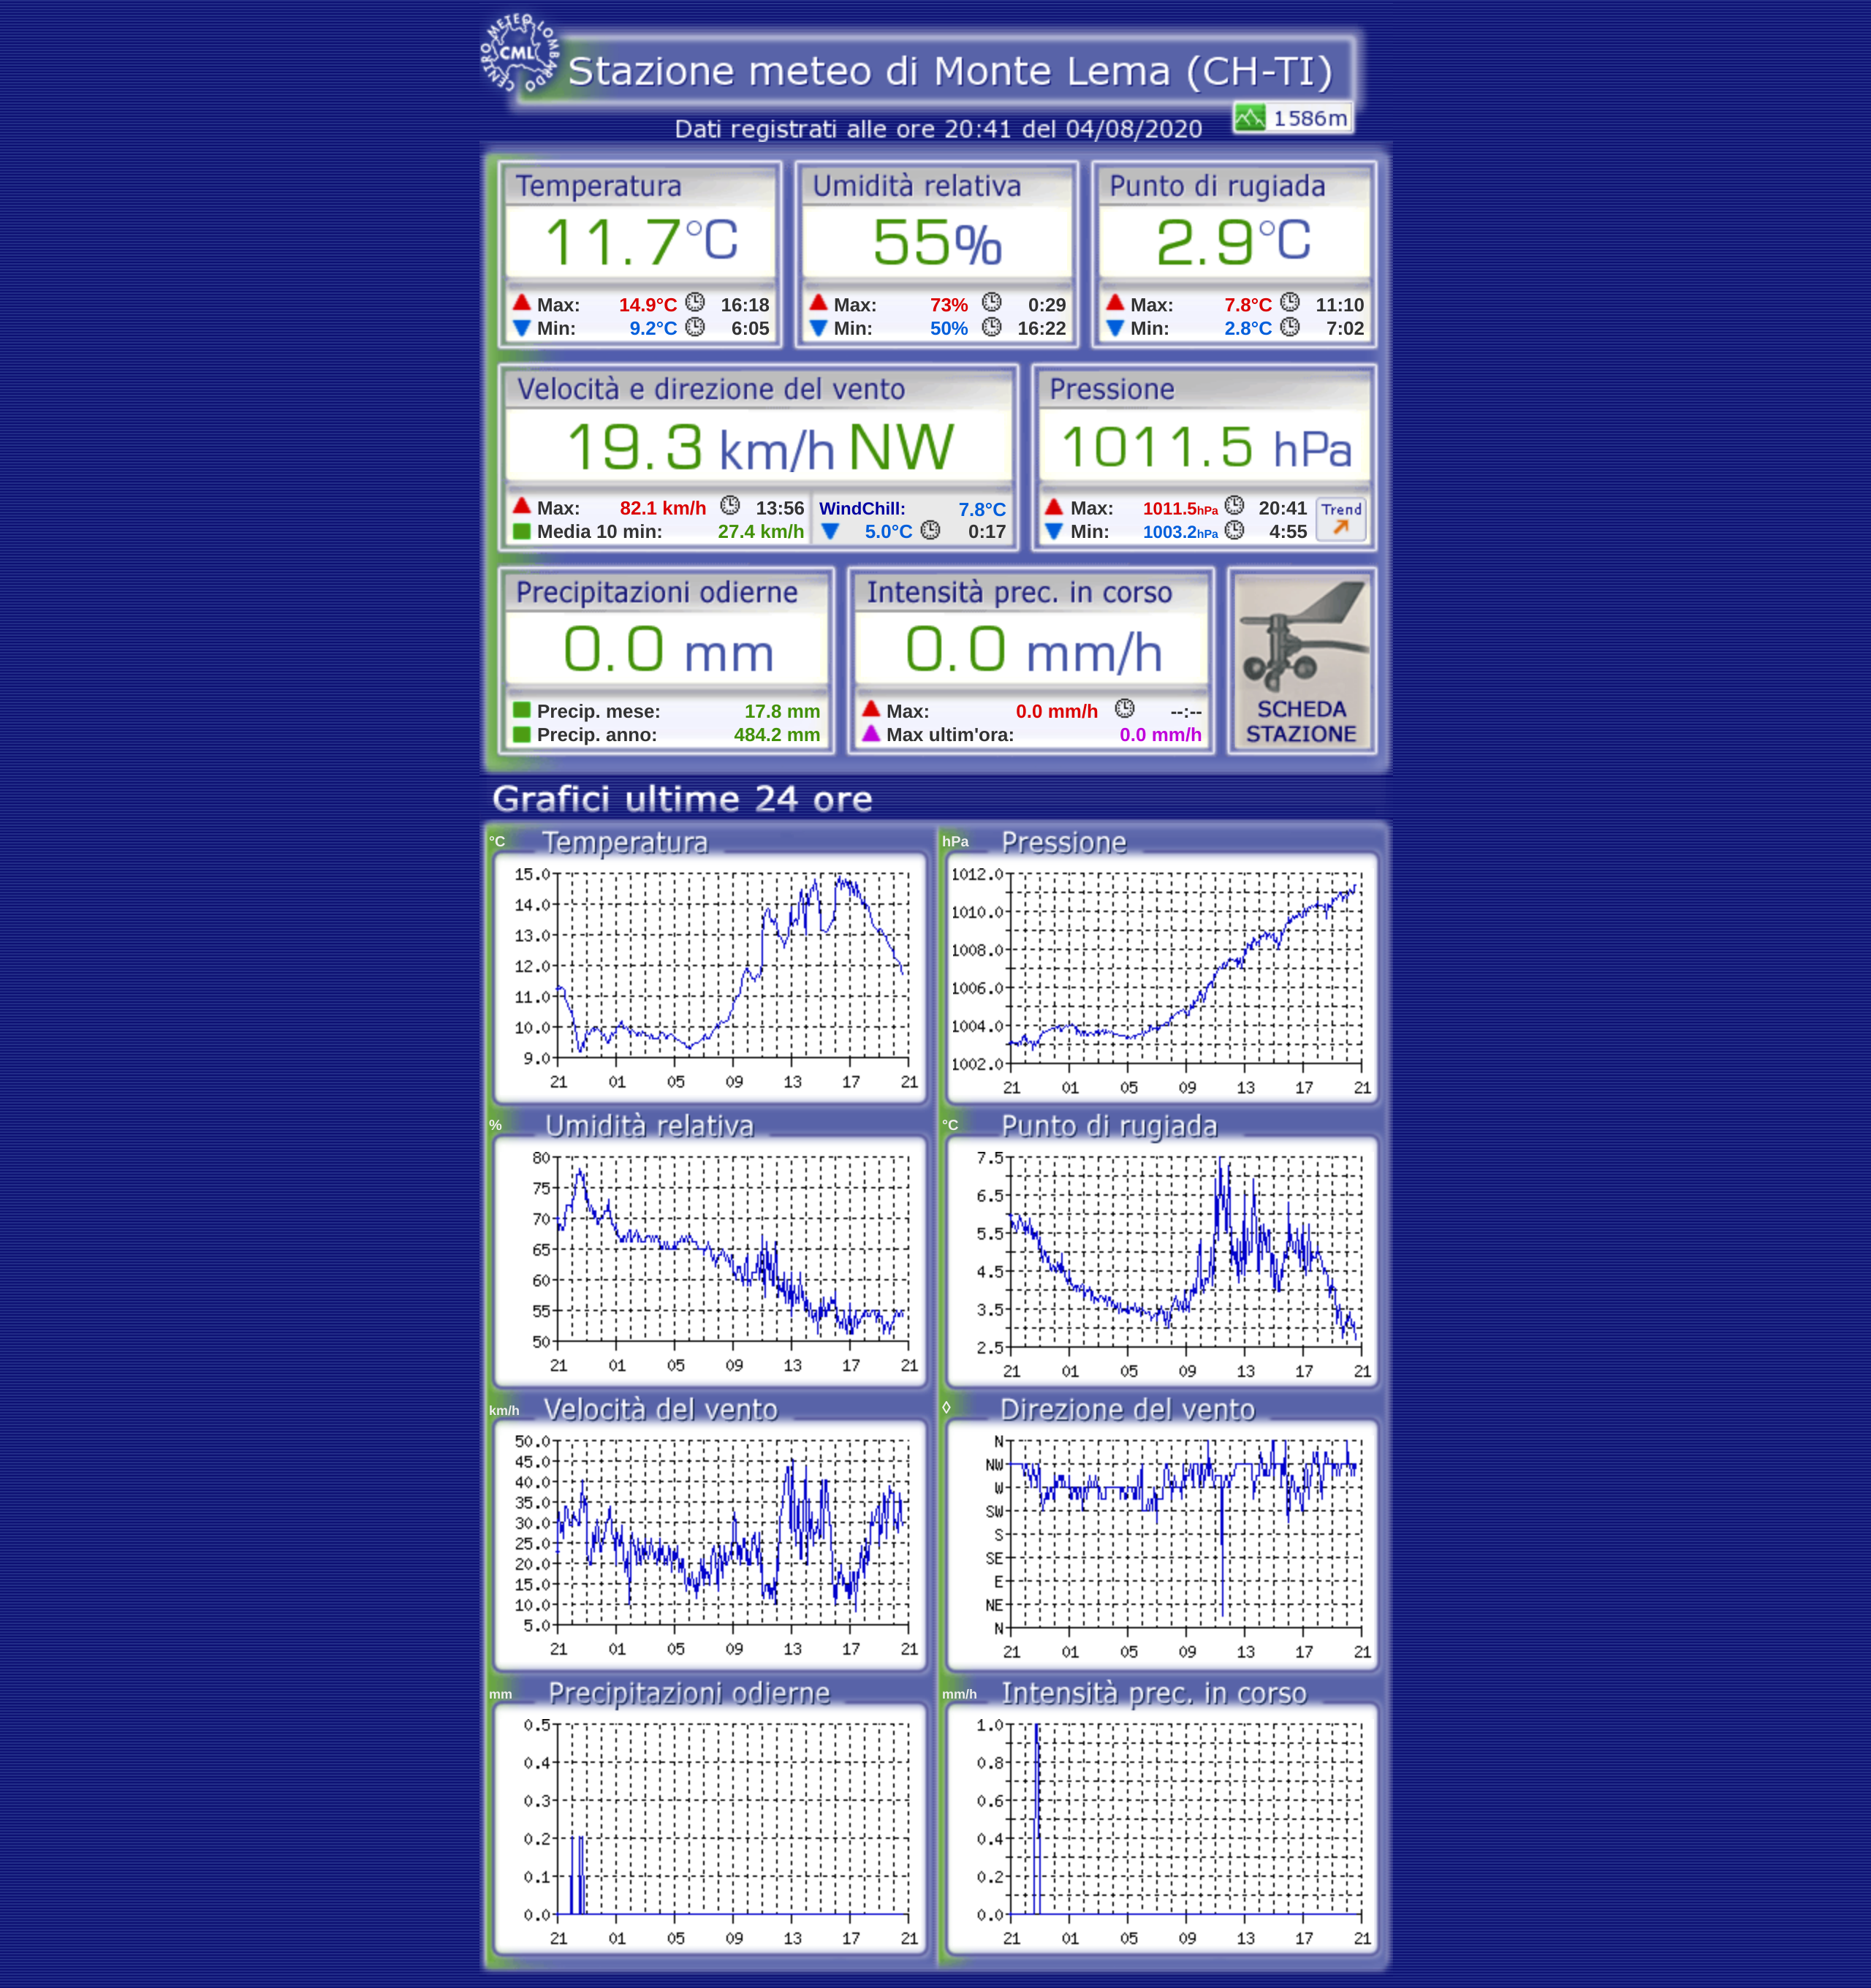 CENTRO METEO LOMBARDO
CML
Stazione meteo di Monte Lema (CH-TI)
1586m
Dati registrati alle ore 20:41 del 04/08/2020
Temperatura
11.7°C
Max: 14.9°C 16:18
Min: 9.2°C 6:05
Umidità relativa
55%
Max: 73% 0:29
Min: 50% 16:22
Punto di rugiada
2.9°C
Max: 7.8°C 11:10
Min: 2.8°C 7:02
Velocità e direzione del vento
19.3 km/h NW
Max: 82.1 km/h 13:56
Media 10 min: 27.4 km/h
WindChill: 7.8°C
5.0°C 0:17
Pressione
1011.5 hPa
Max: 1011.5hPa 20:41
Min: 1003.2hPa 4:55
Trend
Precipitazioni odierne
0.0 mm
Precip. mese: 17.8 mm
Precip. anno: 484.2 mm
Intensità prec. in corso
0.0 mm/h
Max: 0.0 mm/h --:--
Max ultim'ora: 0.0 mm/h
SCHEDA
STAZIONE
Grafici ultime 24 ore
°C Temperatura
15.0
14.0
13.0
12.0
11.0
10.0
9.0
21 01 05 09 13 17 21
hPa Pressione
1012.0
1010.0
1008.0
1006.0
1004.0
1002.0
21 01 05 09 13 17 21
% Umidità relativa
80
75
70
65
60
55
50
21 01 05 09 13 17 21
°C Punto di rugiada
7.5
6.5
5.5
4.5
3.5
2.5
21 01 05 09 13 17 21
km/h Velocità del vento
50.0
45.0
40.0
35.0
30.0
25.0
20.0
15.0
10.0
5.0
21 01 05 09 13 17 21
◊ Direzione del vento
N
NW
W
SW
S
SE
E
NE
N
21 01 05 09 13 17 21
mm Precipitazioni odierne
0.5
0.4
0.3
0.2
0.1
0.0
21 01 05 09 13 17 21
mm/h Intensità prec. in corso
1.0
0.8
0.6
0.4
0.2
0.0
21 01 05 09 13 17 21